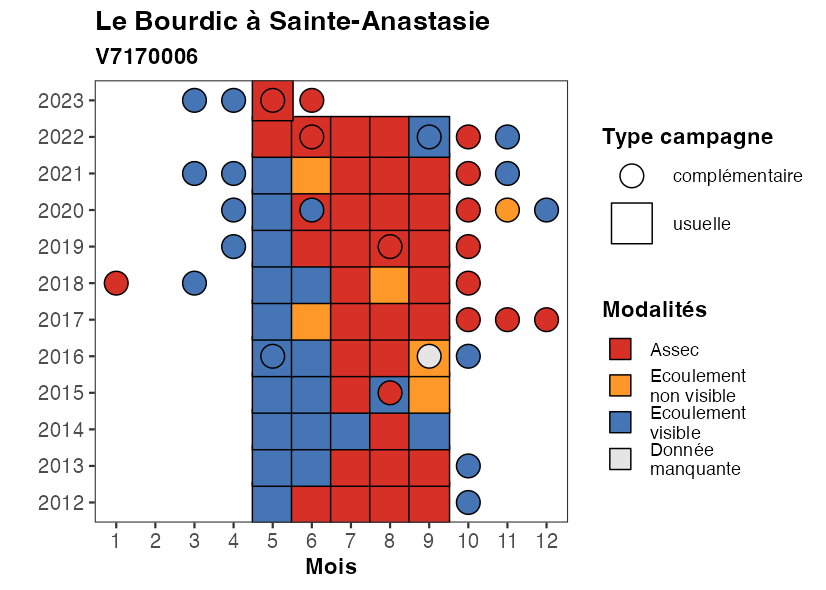 Le Bourdic à Sainte-Anastasie
V7170006
2023
2022
2021
2020
2019
2018
2017
2016
2015
2014
2013
2012
1 2 3 4 5 6 7 8 9 10 11 12
Mois
Type campagne
complémentaire
usuelle
Modalités
Assec
Ecoulement
non visible
Ecoulement
visible
Donnée
manquante